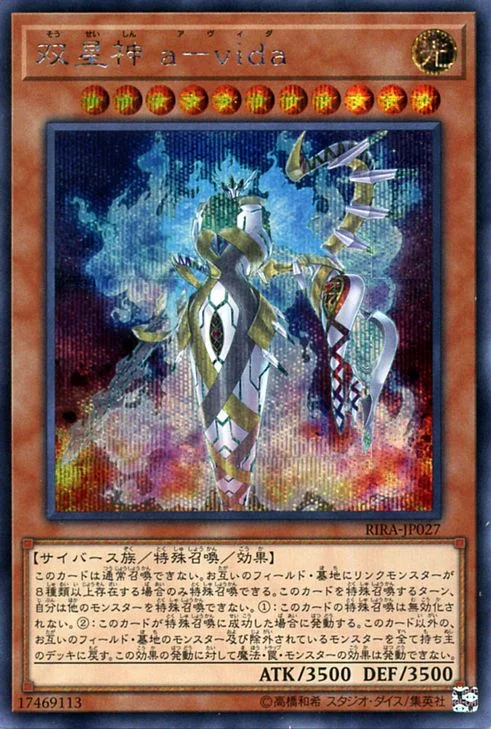 双星神 a-vida
そう せい しん ア ヴィ ダ
光
RIRA-JP027
【サイバース族／特殊召喚／効果】
このカードは通常召喚できない。お互いのフィールド・墓地にリンクモンスターが
８種類以上存在する場合のみ特殊召喚できる。このカードを特殊召喚するターン、
自分は他のモンスターを特殊召喚できない。①：このカードの特殊召喚は無効化さ
れない。②：このカードが特殊召喚に成功した場合に発動する。このカード以外の、
お互いのフィールド・墓地のモンスター及び除外されているモンスターを全て持ち主
のデッキに戻す。この効果の発動に対して魔法・罠・モンスターの効果は発動できない。
ATK/3500 DEF/3500
17469113
©高橋和希 スタジオ・ダイス/集英社